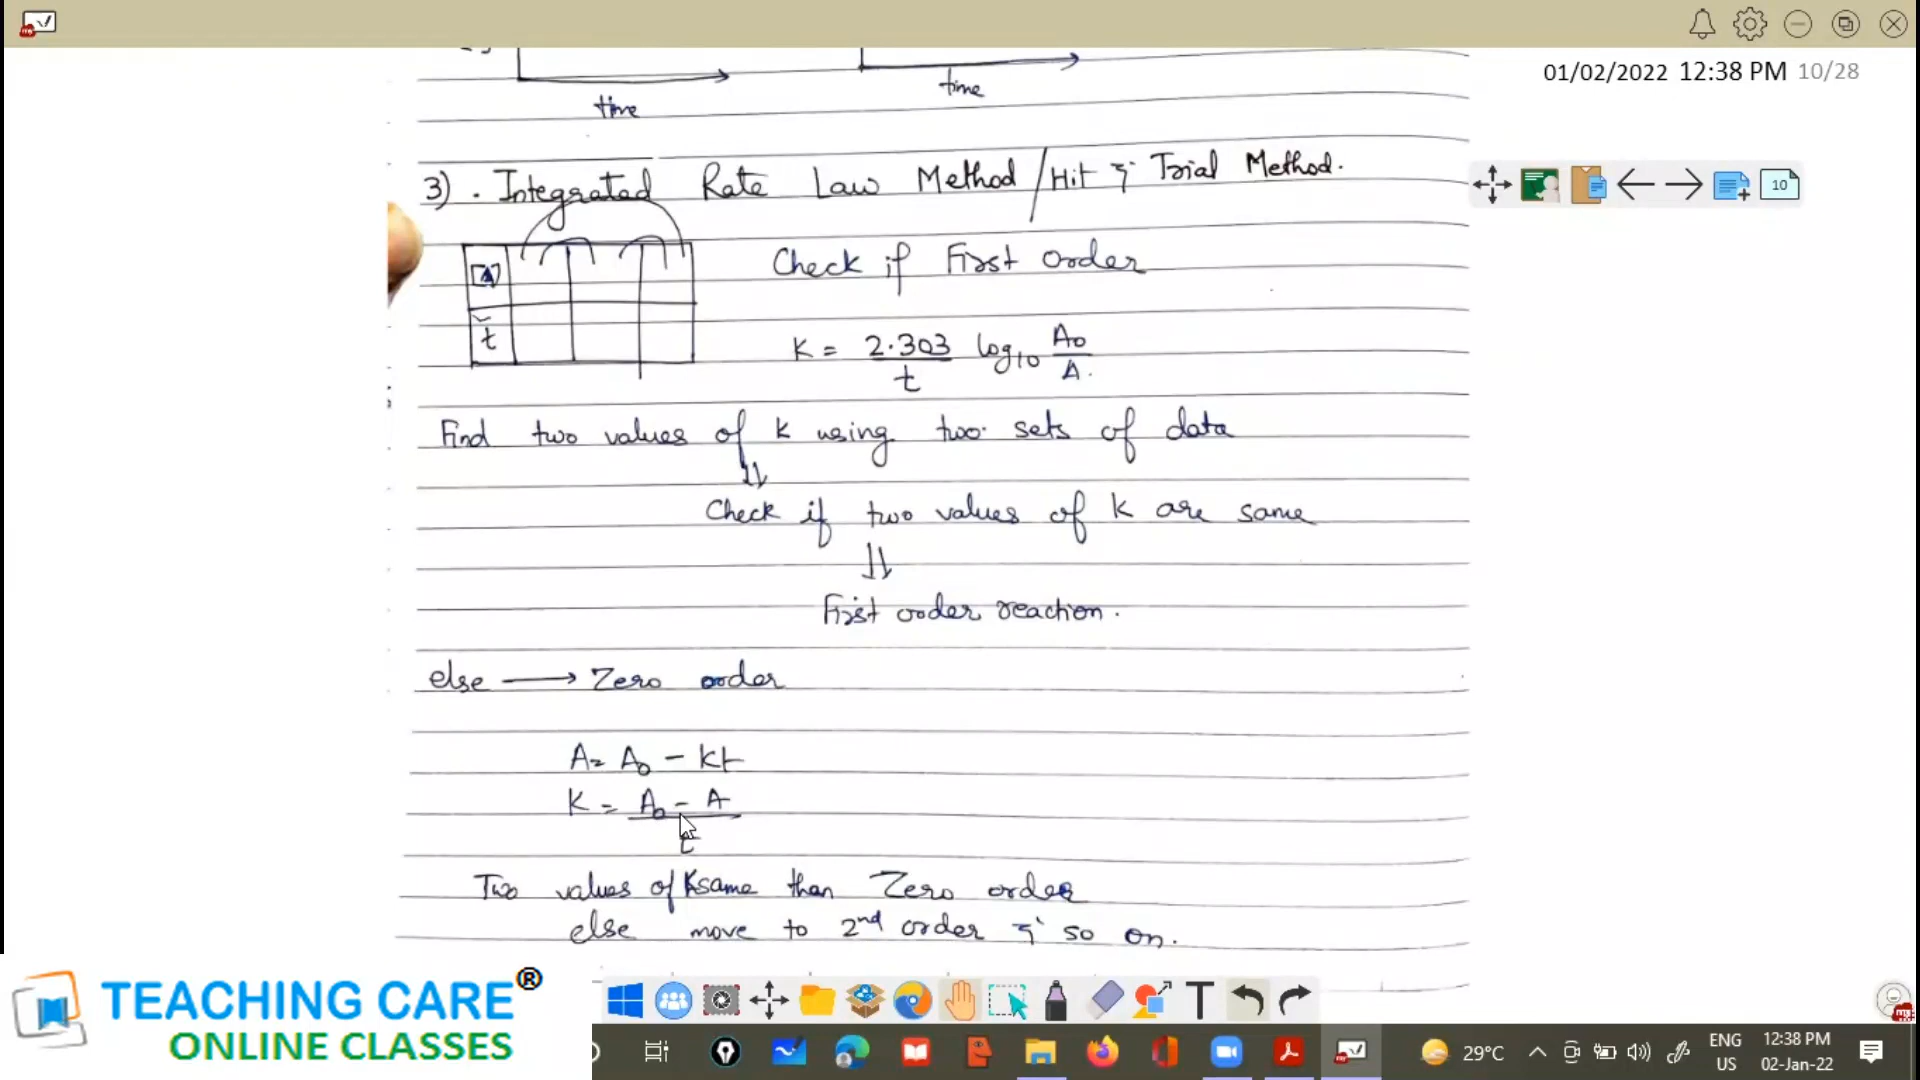 01/02/2022 12:38 PM 10/28
time
time
3). Integrated Rate Law Method / Hit & Trial Method.
[A]
t
Check if First order
K = 2.303 / t log10 A0 / A.
Find two values of k using two sets of data
Check if two values of k are same
First order reaction.
else → Zero order
A = A0 - Kt
K = A0 - A / t
Two values of K same than Zero order
else move to 2nd order & so on.
10
TEACHING CARE®
ONLINE CLASSES
29°C
ENG
US
12:38 PM
02-Jan-22